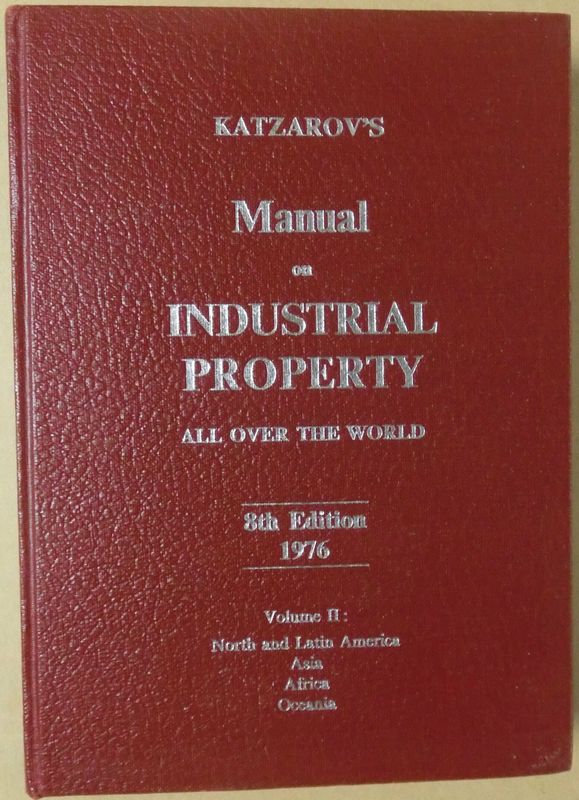 KATZAROV'S
Manual
on
INDUSTRIAL
PROPERTY
ALL OVER THE WORLD
8th Edition
1976
Volume II :
North and Latin America
Asia
Africa
Oceania